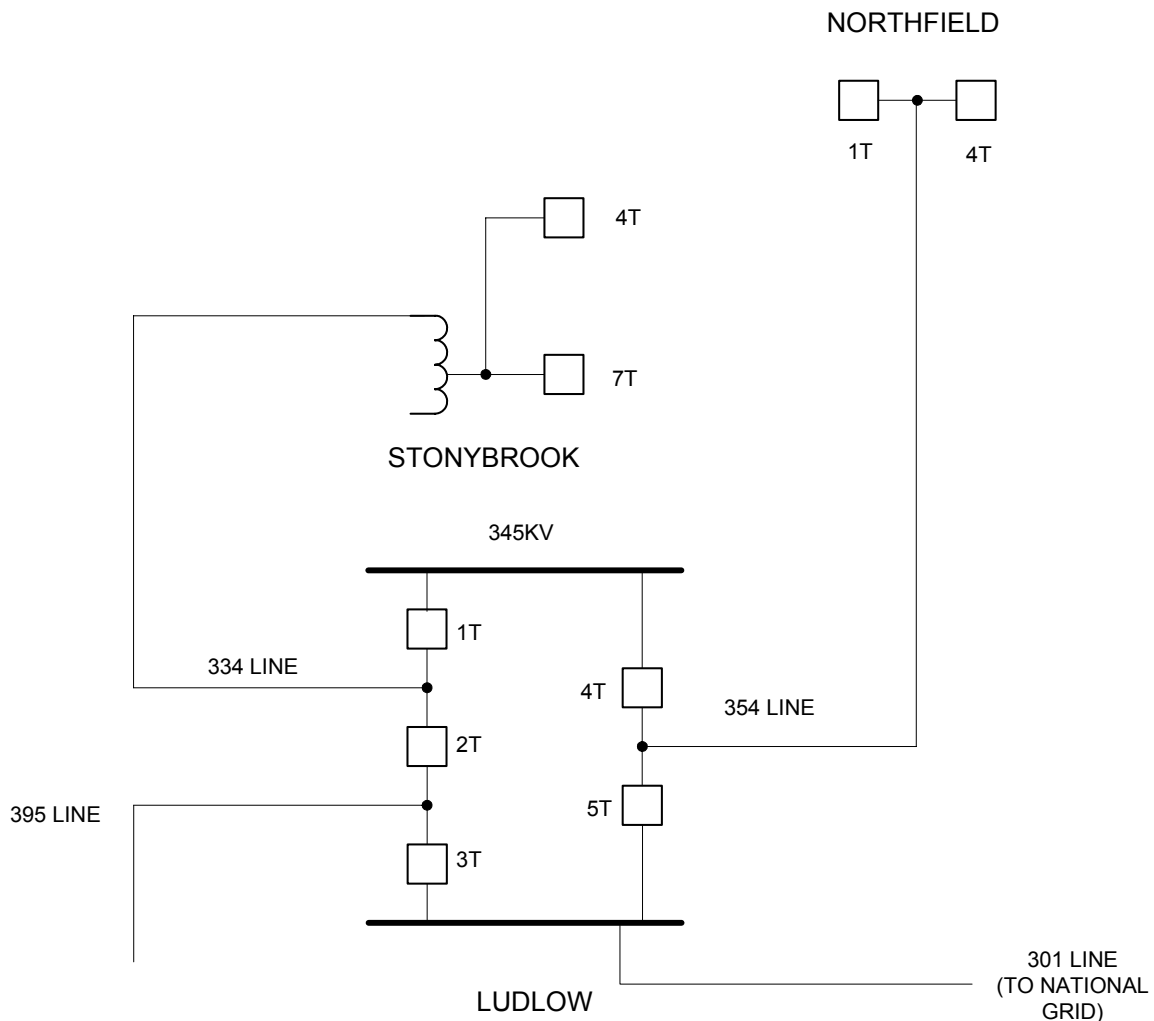 NORTHFIELD
1T
4T
4T
7T
STONYBROOK
345KV
1T
334 LINE
4T
354 LINE
2T
395 LINE
5T
3T
301 LINE
(TO NATIONAL
GRID)
LUDLOW